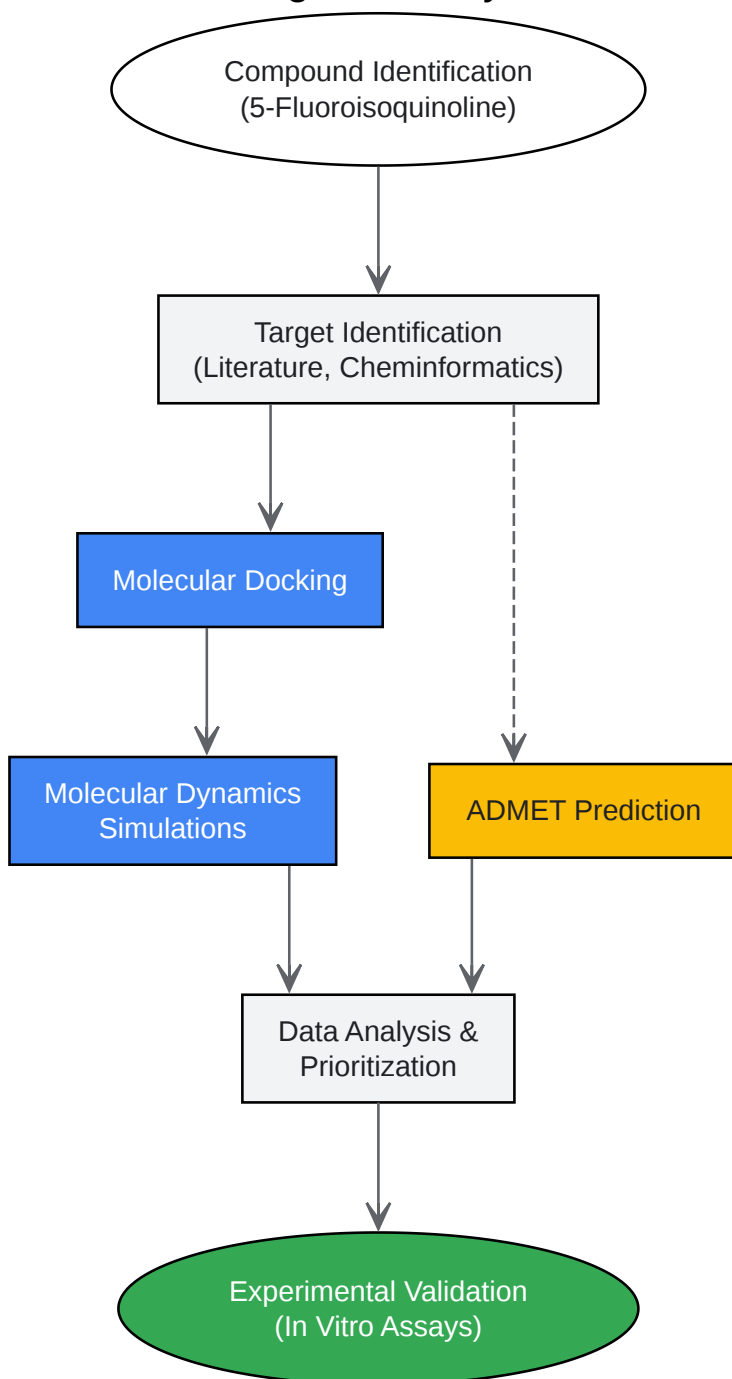 Compound Identification
(5-Fluoroisoquinoline)
Target Identification
(Literature, Cheminformatics)
Molecular Docking
Molecular Dynamics
Simulations
ADMET Prediction
Data Analysis &
Prioritization
Experimental Validation
(In Vitro Assays)